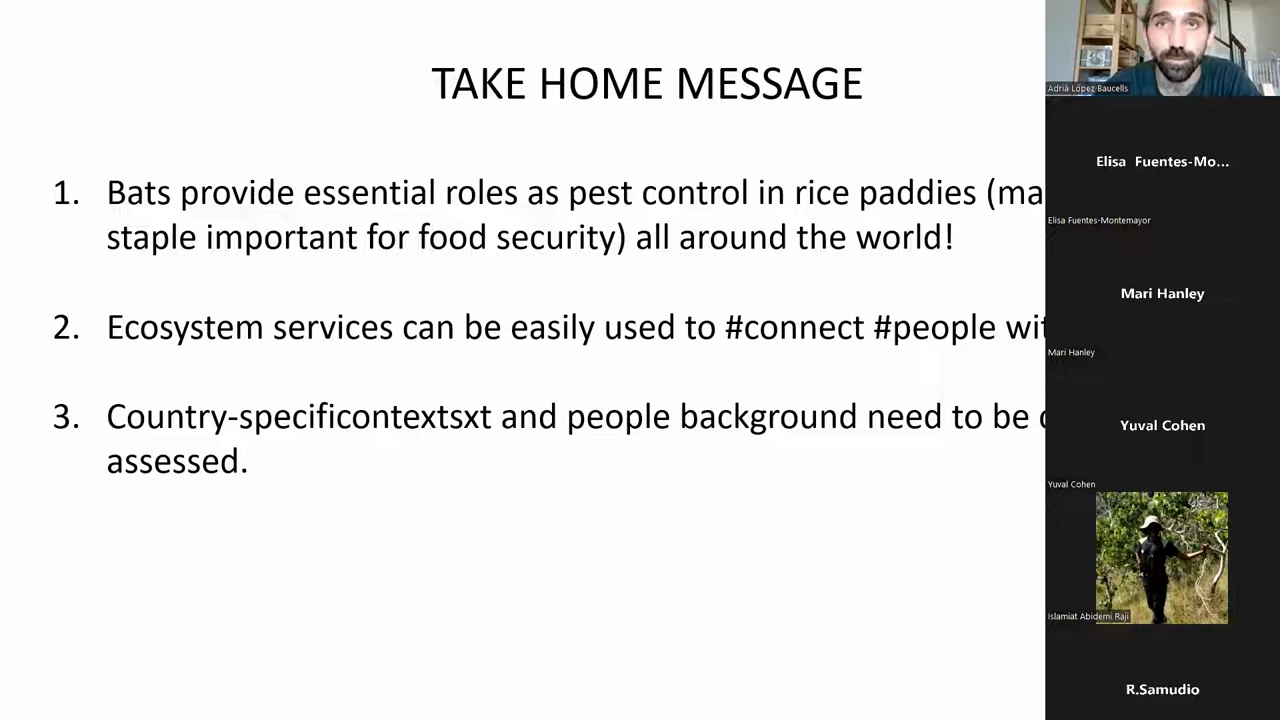 TAKE HOME MESSAGE
1. Bats provide essential roles as pest control in rice paddies (ma
staple important for food security) all around the world!
2. Ecosystem services can be easily used to #connect #people wit
3. Country-specificontextsxt and people background need to be
assessed.
Adrià López Baucells
Elisa Fuentes-Mo...
Elisa Fuentes-Montemayor
Mari Hanley
Mari Hanley
Yuval Cohen
Yuval Cohen
Islamiat Abidemi Raji
R.Samudio